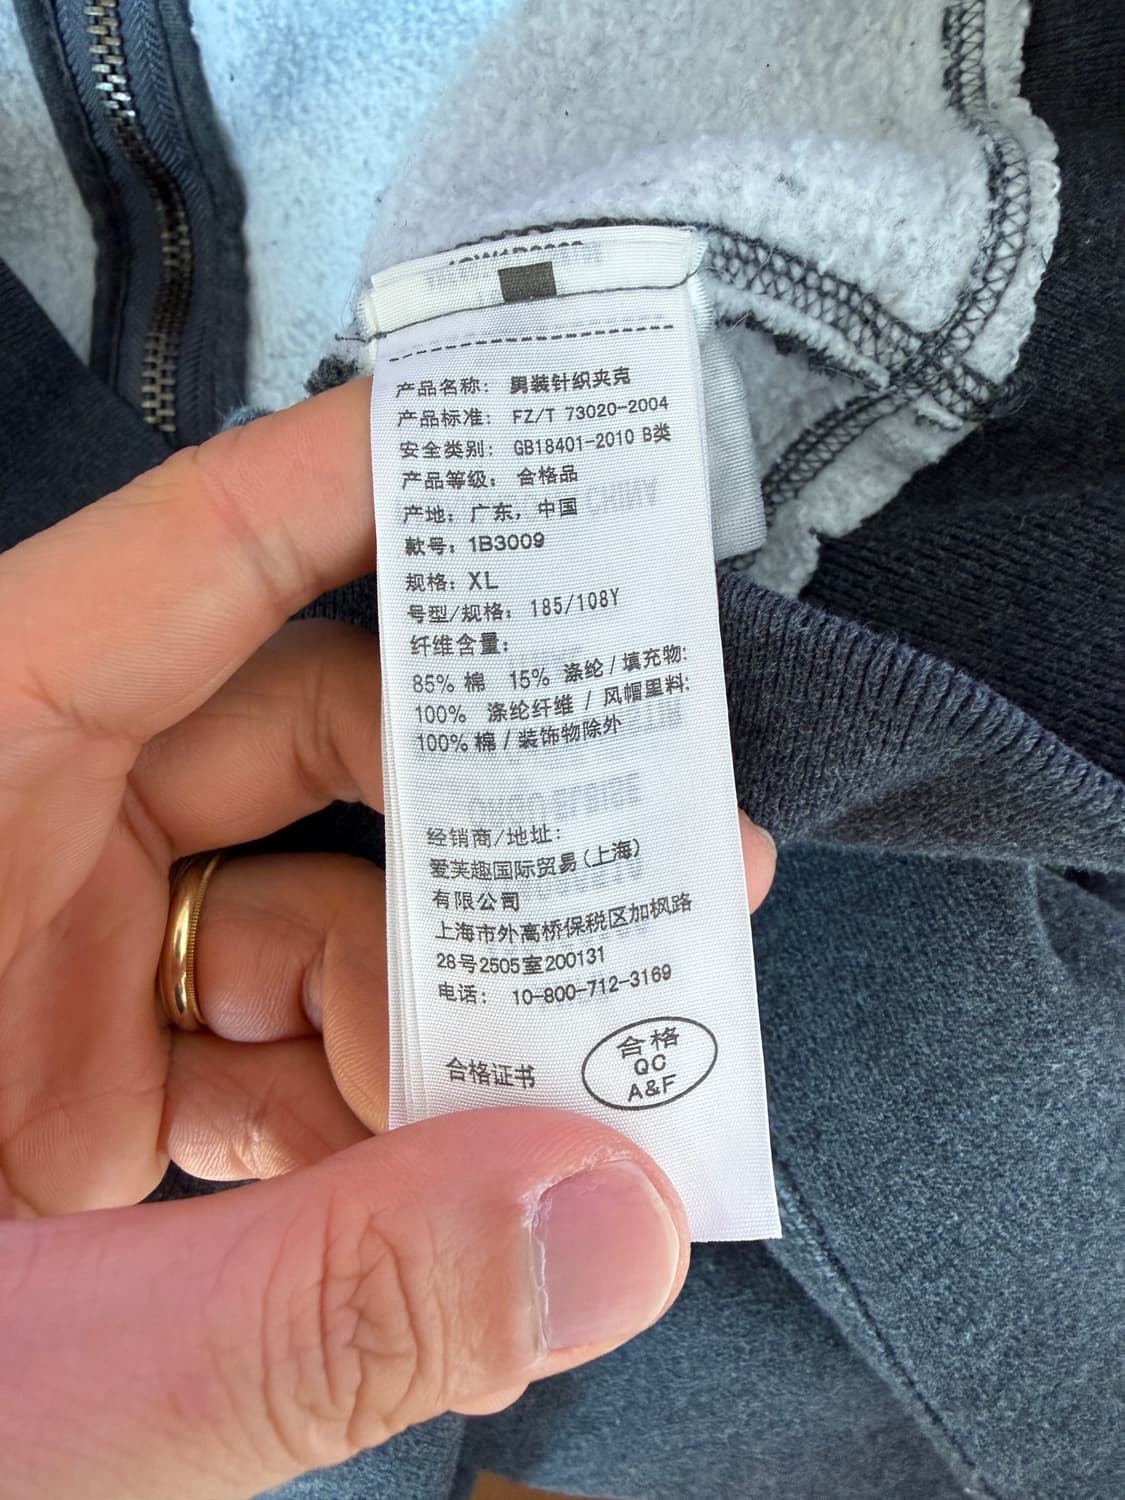 产品名称: 男装针织夹克
产品标准: FZ/T 73020-2004
安全类别: GB18401-2010 B类
产品等级: 合格品
产地: 广东, 中国
款号: 1B3009
规格: XL
号型/规格: 185/108Y
纤维含量:
85% 棉 15% 涤纶 / 填充物:
100% 涤纶纤维 / 风帽里料:
100% 棉 / 装饰物除外
经销商/地址:
爱芙趣国际贸易(上海)
有限公司
上海市外高桥保税区加枫路
28号2505室200131
电话: 10-800-712-3169
合格证书
合格
QC
A&F